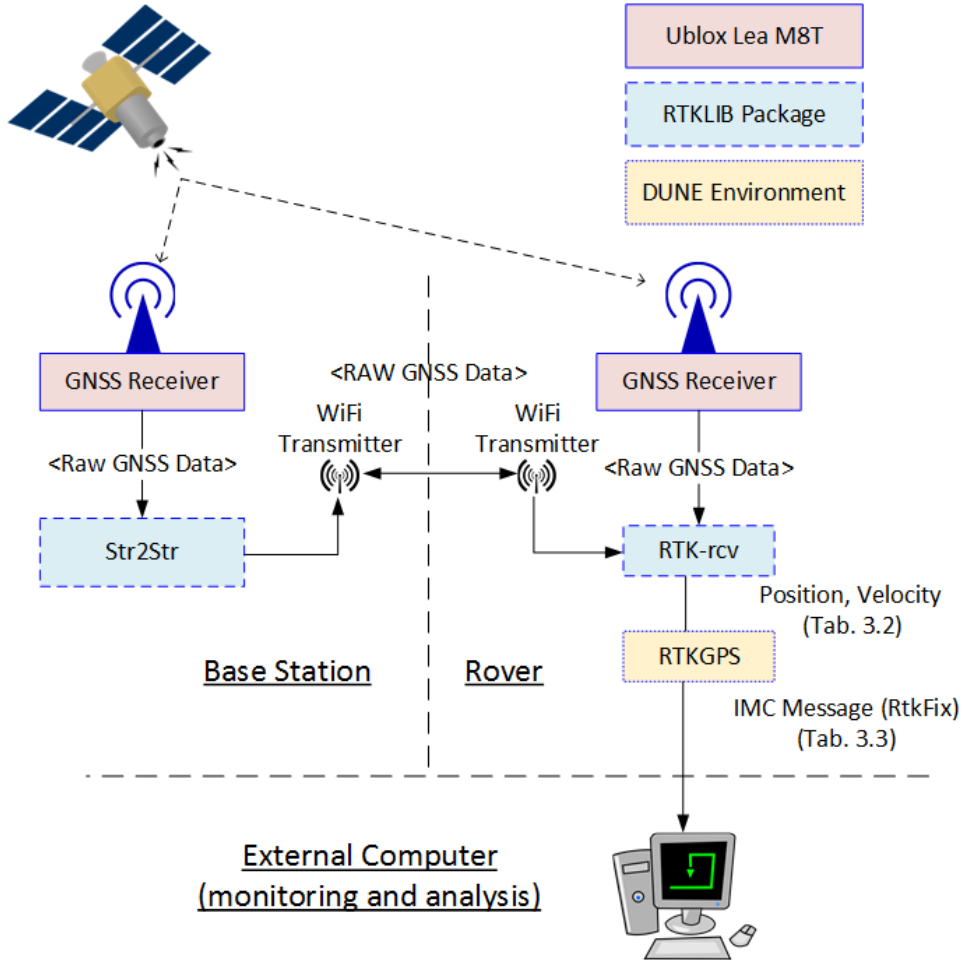 Ublox Lea M8T
RTKLIB Package
DUNE Environment
GNSS Receiver
<RAW GNSS Data>
GNSS Receiver
WiFi
Transmitter
WiFi
Transmitter
<Raw GNSS Data>
<Raw GNSS Data>
Str2Str
RTK-rcv
Position, Velocity
(Tab. 3.2)
Base Station
Rover
RTKGPS
IMC Message (RtkFix)
(Tab. 3.3)
External Computer
(monitoring and analysis)